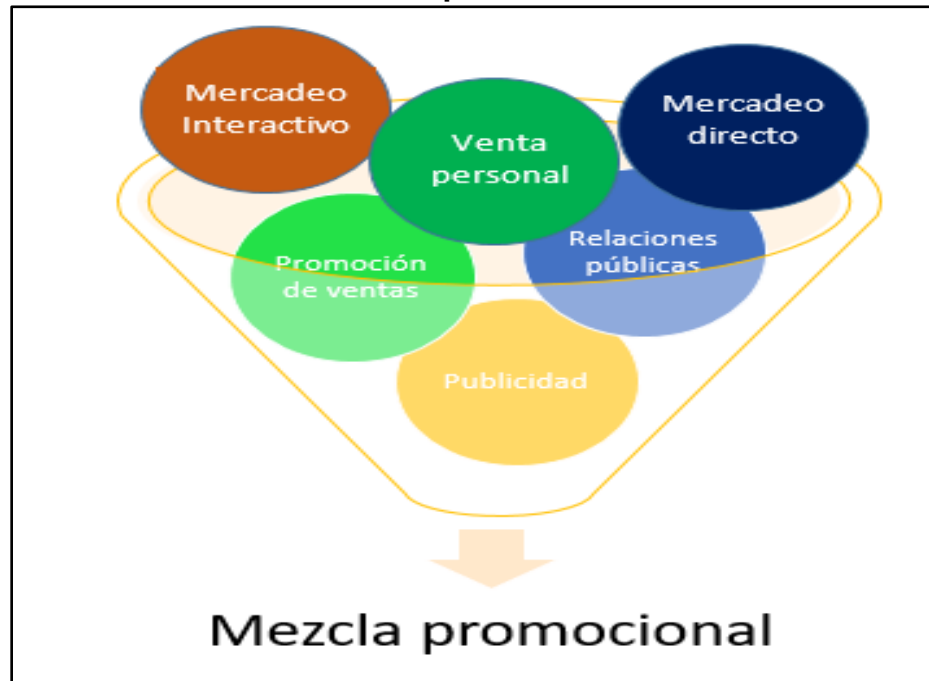 Mercadeo
Interactivo
Venta
personal
Mercadeo
directo
Promoción
de ventas
Relaciones
públicas
Publicidad
Mezcla promocional